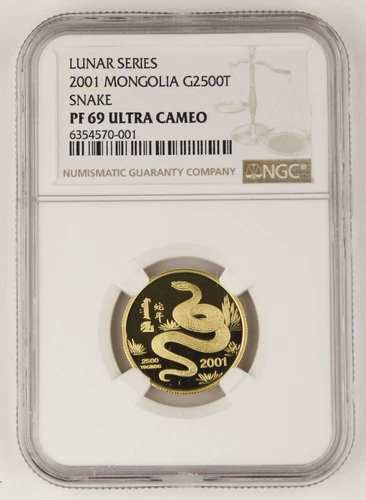 LUNAR SERIES
2001 MONGOLIA G2500T
SNAKE
PF 69 ULTRA CAMEO
6354570-001
NUMISMATIC GUARANTY COMPANY
NGC
蛇年
2500
TOGROG
2001